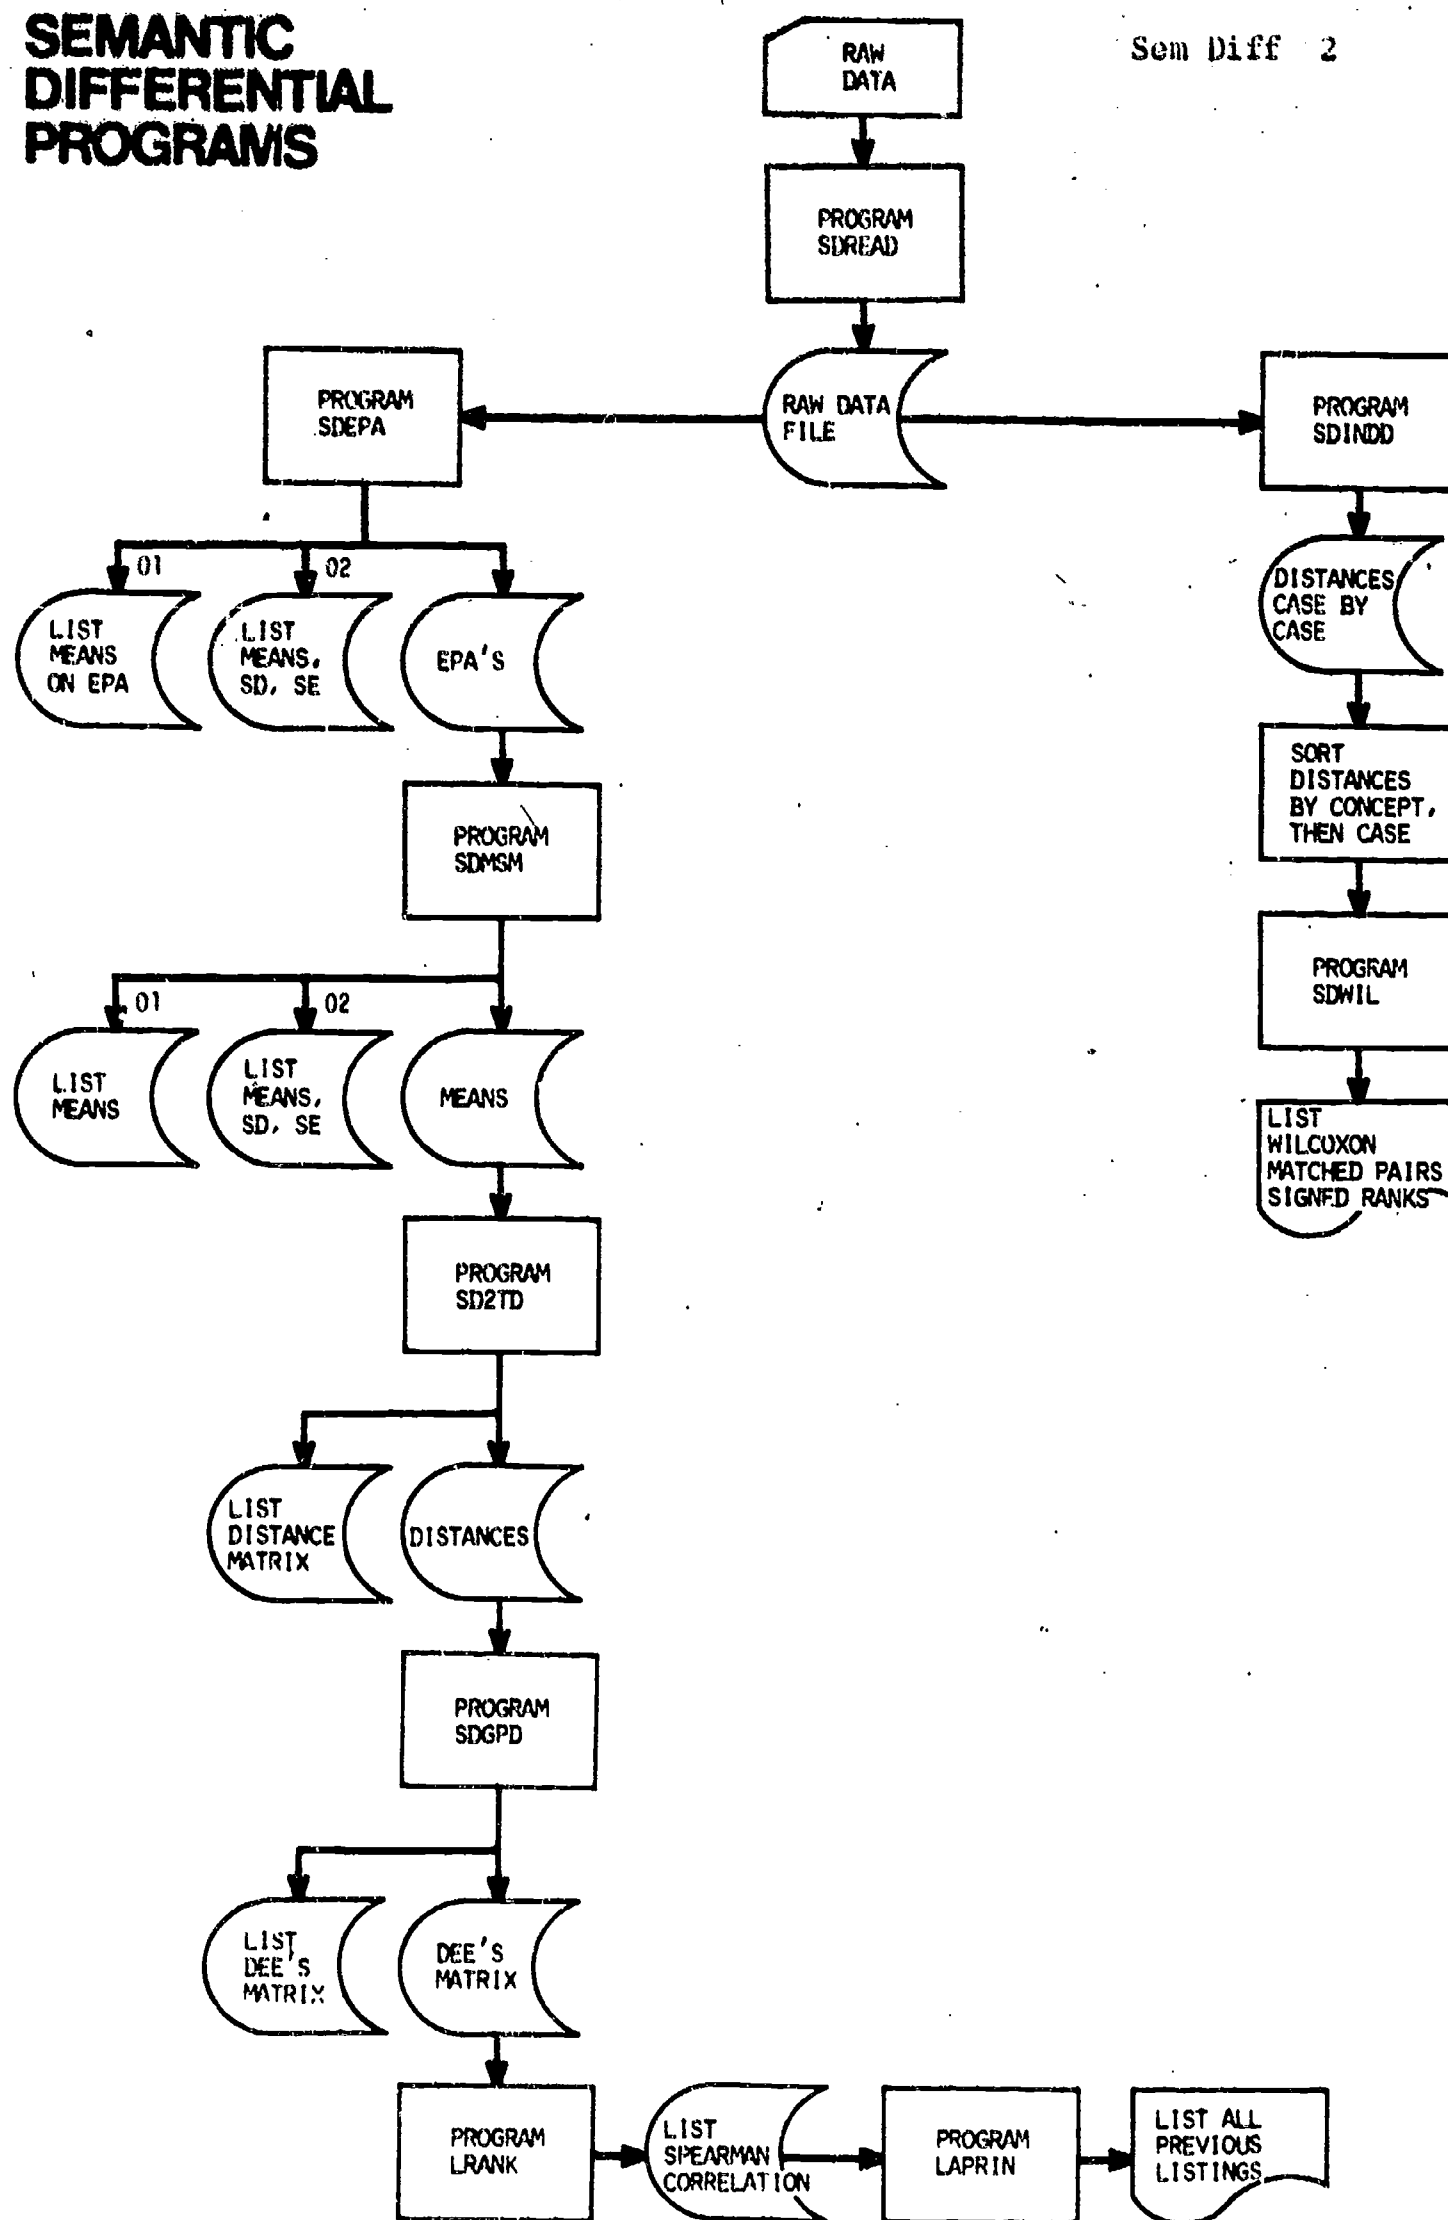 SEMANTIC
DIFFERENTIAL
PROGRAMS
Sem Diff 2
RAW
DATA
PROGRAM
SDREAD
RAW DATA
FILE
PROGRAM
SDEPA
PROGRAM
SDINDD
01
02
LIST
MEANS
ON EPA
LIST
MEANS,
SD, SE
EPA'S
DISTANCES
CASE BY
CASE
PROGRAM
SDMSM
SORT
DISTANCES
BY CONCEPT,
THEN CASE
PROGRAM
SDWIL
01
02
LIST
MEANS
LIST
MEANS,
SD, SE
MEANS
LIST
WILCOXON
MATCHED PAIRS
SIGNED RANKS
PROGRAM
SD2TD
LIST
DISTANCE
MATRIX
DISTANCES
PROGRAM
SDGPD
LIST
DEE'S
MATRIX
DEE'S
MATRIX
PROGRAM
LRANK
LIST
SPEARMAN
CORRELATION
PROGRAM
LAPRIN
LIST ALL
PREVIOUS
LISTINGS